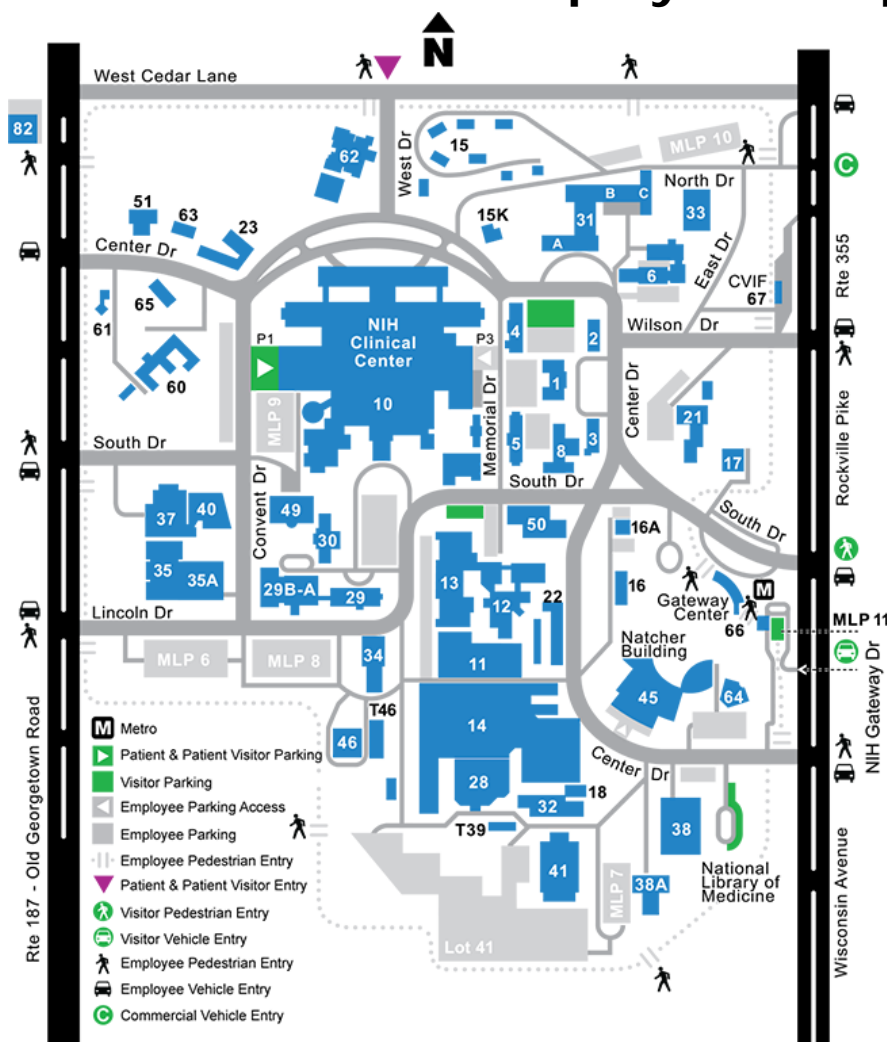 N
West Cedar Lane
82
62
West Dr
15
MLP 10
North Dr
51
63
23
15K
31
A
B
C
33
East Dr
Center Dr
6
CVIF
67
Rte 355
61
65
60
P1
NIH
Clinical
Center
10
P3
4
2
1
Wilson Dr
MLP 9
Memorial Dr
5
8
3
Center Dr
21
17
Rockville Pike
South Dr
South Dr
South Dr
37
40
35
35A
Convent Dr
49
30
29B-A
29
50
16A
16
13
12
22
11
Gateway
Center
M
66
MLP 11
Lincoln Dr
MLP 6
MLP 8
34
Natcher
Building
45
64
NIH Gateway Dr
T46
46
14
28
18
32
Center Dr
T39
41
38
38A
MLP 7
National
Library of
Medicine
Lot 41
Rte 187 - Old Georgetown Road
Wisconsin Avenue
M Metro
Patient & Patient Visitor Parking
Visitor Parking
Employee Parking Access
Employee Parking
Employee Pedestrian Entry
Patient & Patient Visitor Entry
Visitor Pedestrian Entry
Visitor Vehicle Entry
Employee Pedestrian Entry
Employee Vehicle Entry
C Commercial Vehicle Entry
C